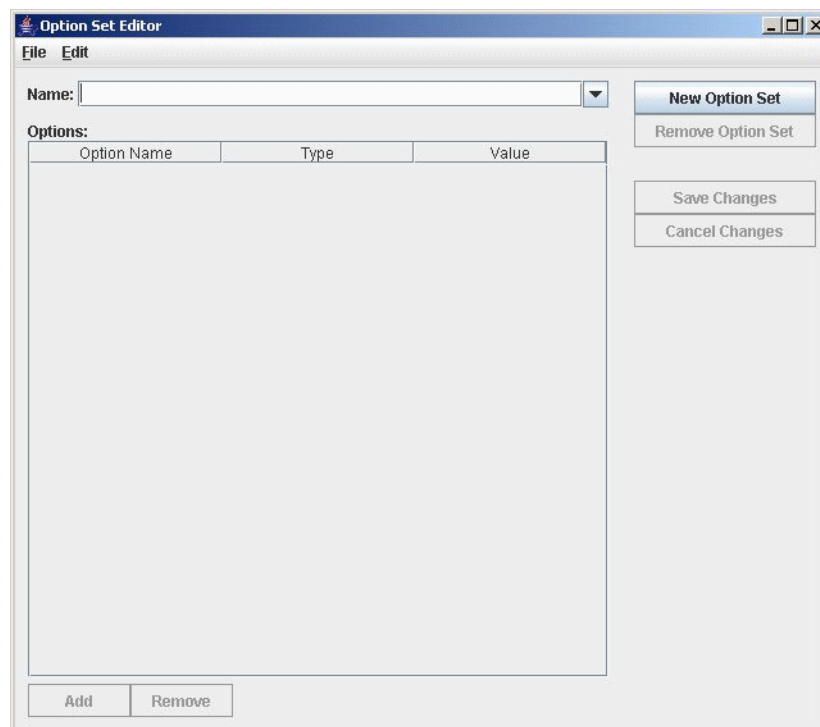 Option Set Editor
File Edit
Name:
New Option Set
Remove Option Set
Options:
Option Name Type Value
Save Changes
Cancel Changes
Add Remove